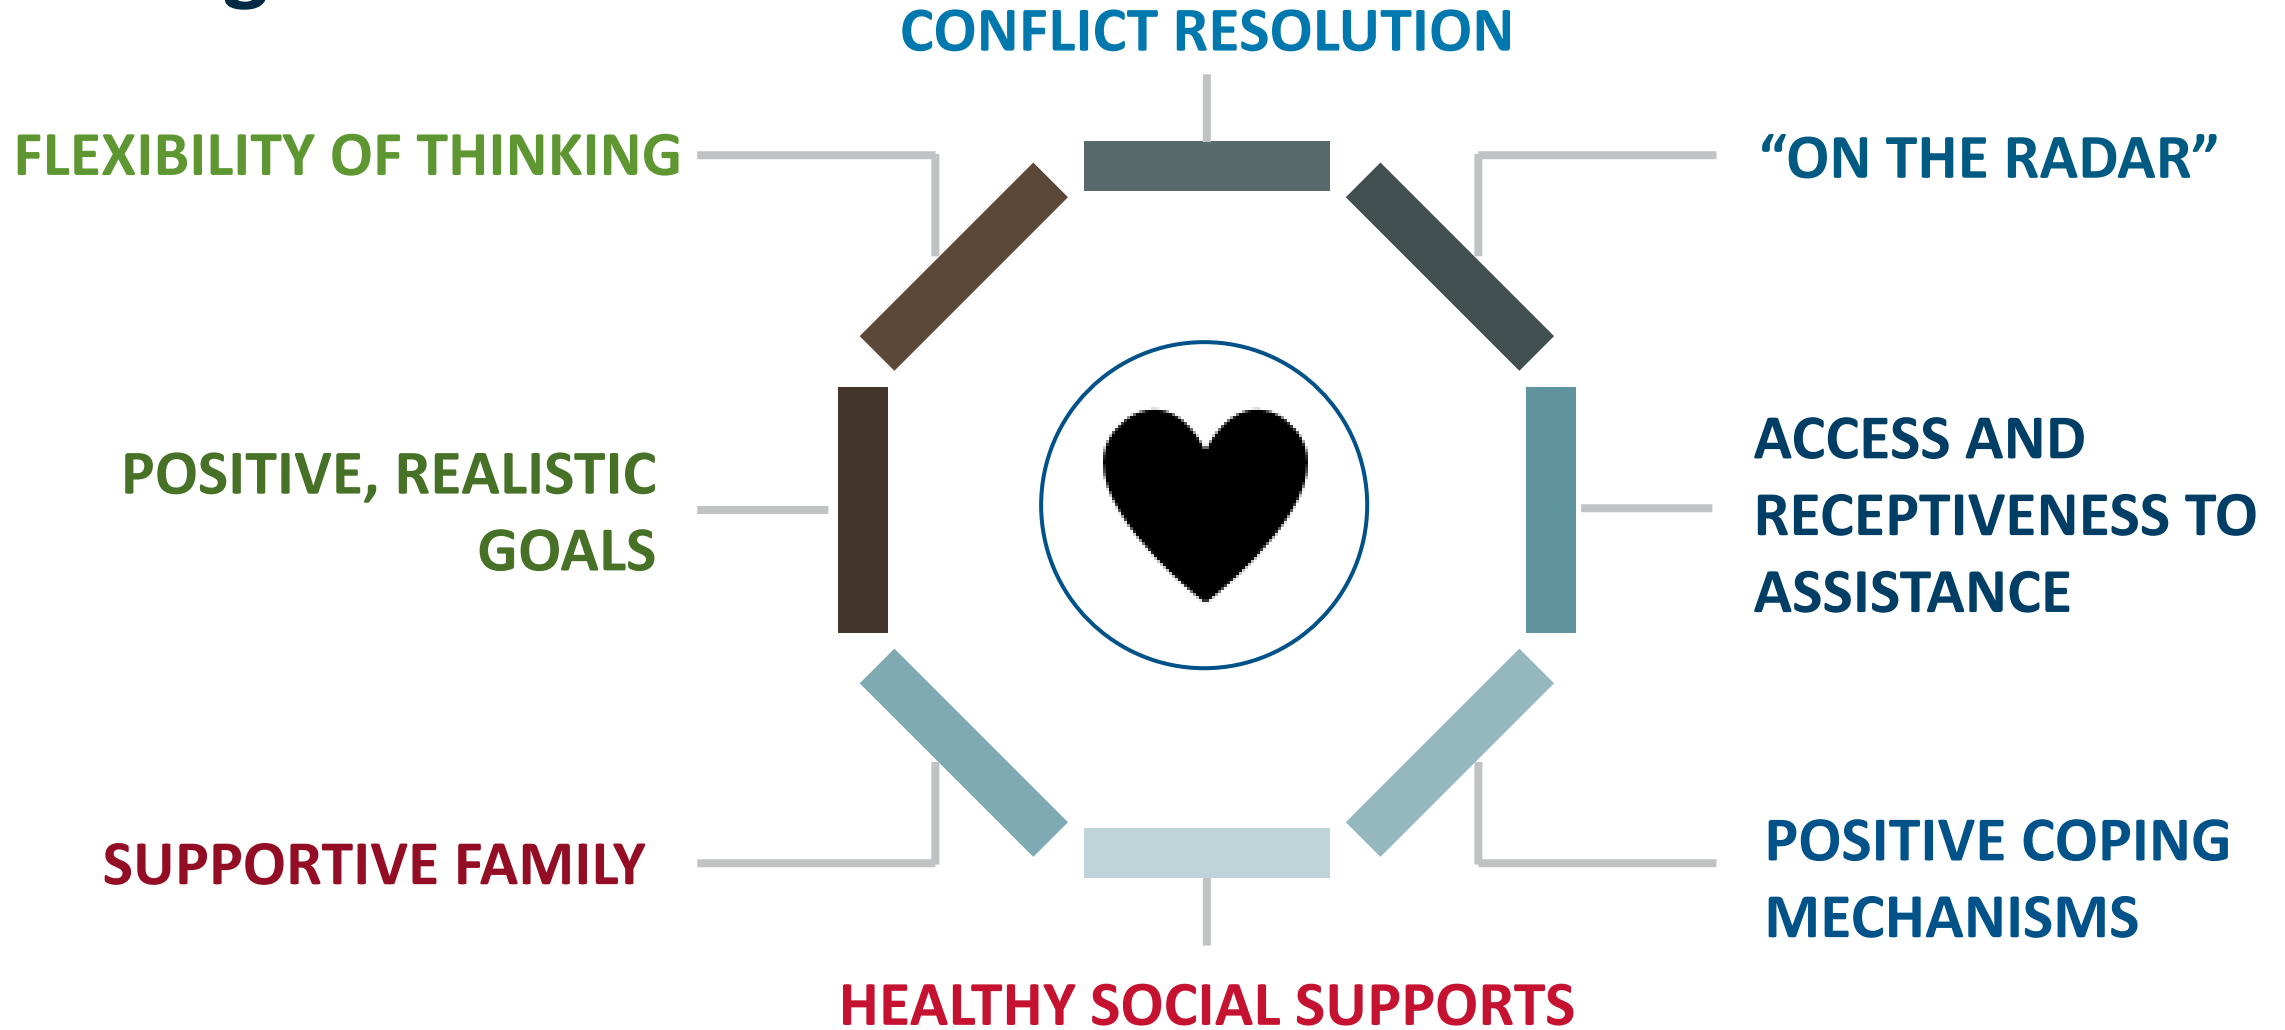 CONFLICT RESOLUTION
FLEXIBILITY OF THINKING
“ON THE RADAR”
POSITIVE, REALISTIC
GOALS
ACCESS AND
RECEPTIVENESS TO
ASSISTANCE
SUPPORTIVE FAMILY
POSITIVE COPING
MECHANISMS
HEALTHY SOCIAL SUPPORTS